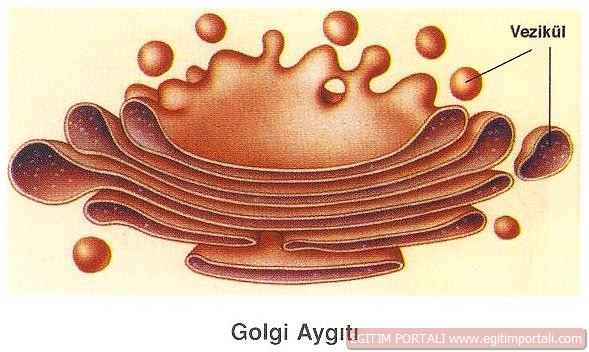 Vezikül
Golgi Aygıtı
EGITIM PORTALI www.egitimportali.com